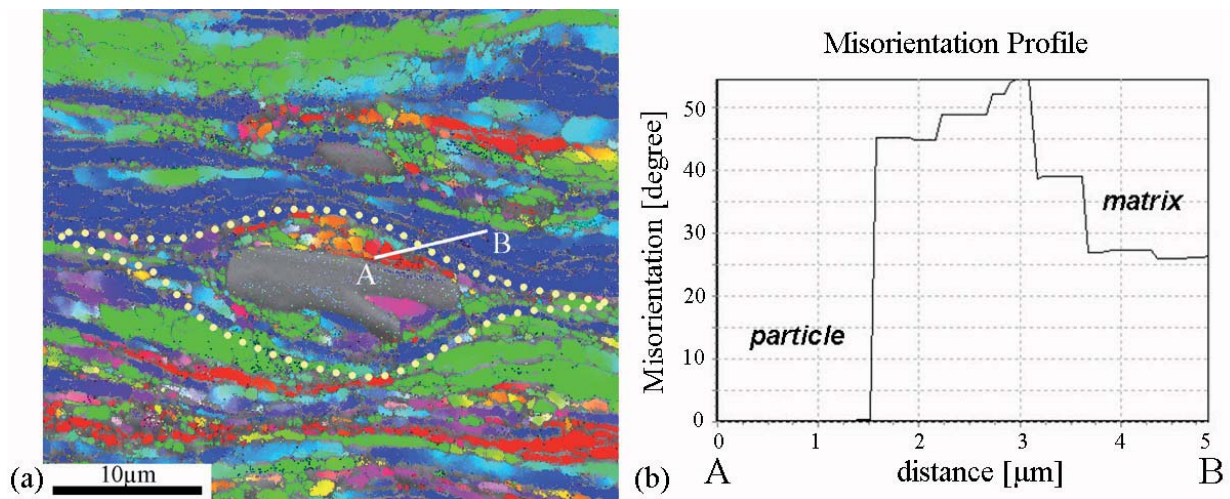 A
B
(a)
10µm
Misorientation Profile
Misorientation [degree]
50
40
30
20
10
0
particle
matrix
0 1 2 3 4 5
A distance [µm] B
(b)